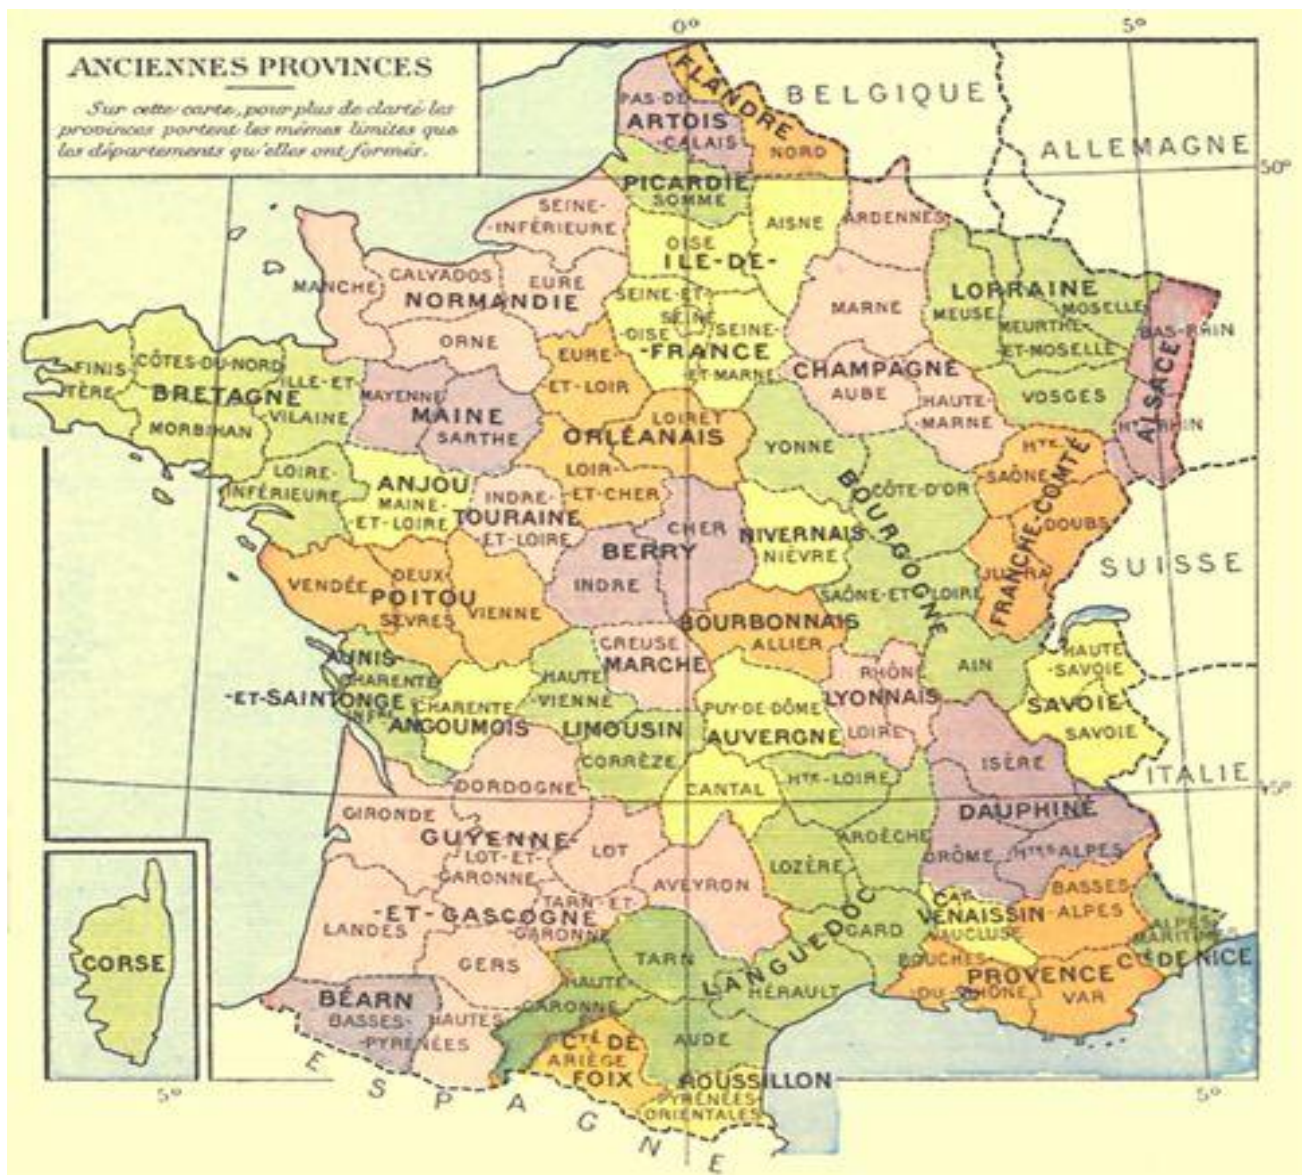 0° 5°
ANCIENNES PROVINCES
Sur cette carte, pour plus de clarté les
provinces portent les mêmes limites que
les départements qu'elles ont formés.
BELGIQUE
ALLEMAGNE
50°
FLANDRE
NORD
PAS-DE-
ARTOIS
-CALAIS
PICARDIE
SOMME
SEINE-
-INFÉRIEURE
AISNE
ARDENNES
OISE
ILE-DE-
MANCHE
CALVADOS
EURE
NORMANDIE
ORNE
SEINE-ET-
SEINE
-OISE
SEINE-
-FRANCE
ET-MARNE
MARNE
CHAMPAGNE
AUBE
HAUTE-
-MARNE
LORRAINE
MEUSE
MOSELLE
MEURTHE-
-ET-MOSELLE
VOSGES
BAS-RHIN
ALSACE
HT RHIN
FINIS
TÈRE
CÔTES-DU-NORD
BRETAGNE
ILLE-ET-
VILAINE
MORBIHAN
LOIRE-
INFÉRIEURE
MAYENNE
MAINE
SARTHE
EURE
-ET-LOIR
LOIRET
ORLÉANAIS
LOIR
-ET-CHER
ANJOU
MAINE-
-ET-LOIRE
INDRE-
TOURAINE
-ET-LOIRE
YONNE
BOURGOGNE
CÔTE-D'OR
SAÔNE-ET-LOIRE
AIN
HTE
SAÔNE
FRANCHE-COMTÉ
DOUBS
JURA
SUISSE
CHER
BERRY
INDRE
NIVERNAIS
NIÈVRE
VENDÉE
DEUX-
POITOU
SÈVRES
VIENNE
BOURBONNAIS
ALLIER
CREUSE
MARCHE
AUNIS-
CHARENTE
-ET-SAINTONGE
CHARENTE
ANGOUMOIS
HAUTE
-VIENNE
LIMOUSIN
CORRÈZE
PUY-DE-DÔME
AUVERGNE
CANTAL
RHÔNE
LYONNAIS
LOIRE
HAUTE
-SAVOIE
SAVOIE
SAVOIE
ITALIE
45°
ISÈRE
DAUPHINÉ
DRÔME
HTES ALPES
DORDOGNE
GIRONDE
GUYENNE-
LOT-ET-
GARONNE
LOT
AVEYRON
TARN-ET-
-ET-GASCOGNE
GARONNE
LANDES
GERS
HTE-LOIRE
ARDÈCHE
LOZÈRE
LANGUEDOC
GARD
TARN
HÉRAULT
HAUTE-
GARONNE
AUDE
CAT
VENAISSIN
VAUCLUSE
BASSES-
-ALPES
BOUCHES-
PROVENCE
-DU-RHÔNE
VAR
ALPES
MARITIMES
CTÉ DE NICE
BÉARN
BASSES-
-PYRÉNÉES
HAUTES
CTÉ DE
ARIÈGE
FOIX
ROUSSILLON
PYRÉNÉES-
ORIENTALES
CORSE
ESPAGNE
5° 5°